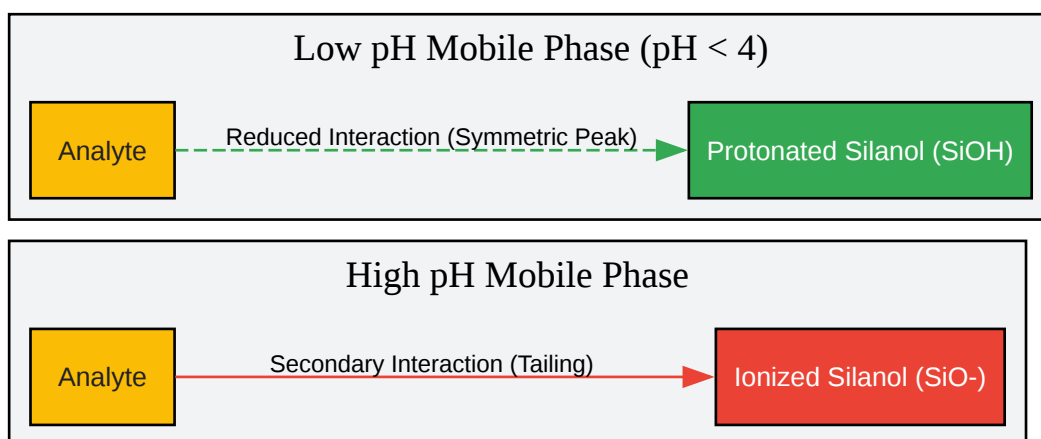 Low pH Mobile Phase (pH < 4)
Analyte
Reduced Interaction (Symmetric Peak)
Protonated Silanol (SiOH)
High pH Mobile Phase
Analyte
Secondary Interaction (Tailing)
Ionized Silanol (SiO-)